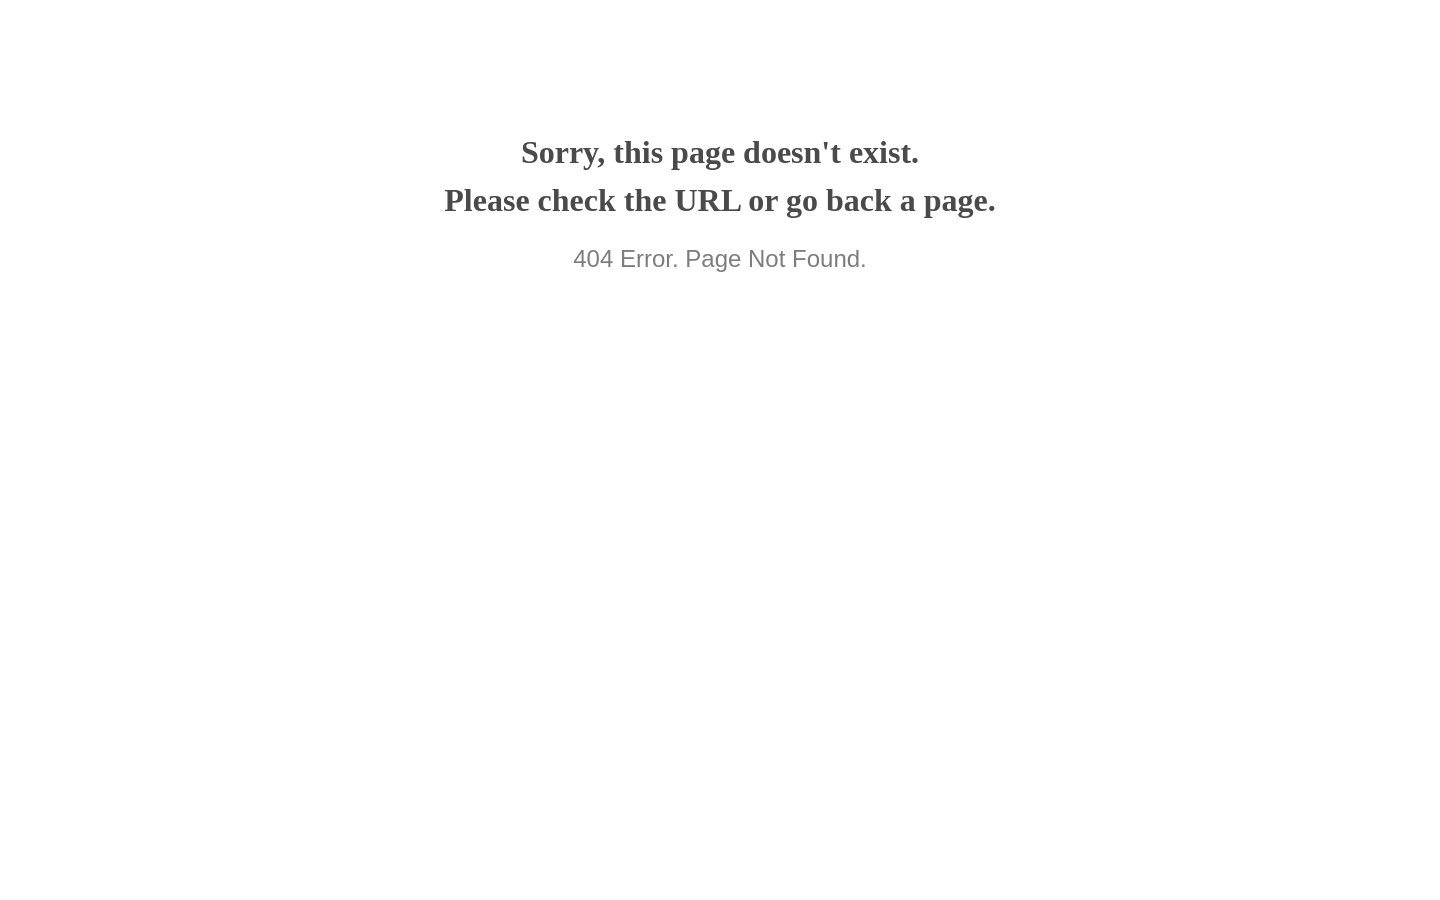 Sorry, this page doesn't exist.
Please check the URL or go back a page.
404 Error. Page Not Found.